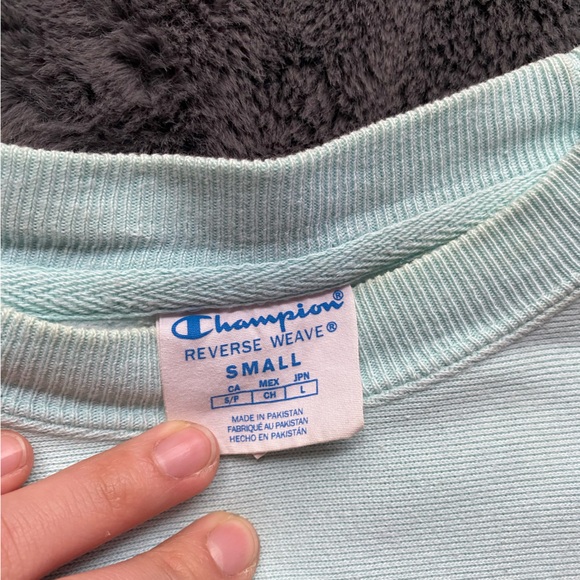 Champion®
REVERSE WEAVE®
SMALL
CA MEX JPN
S/P CH L
MADE IN PAKISTAN
FABRIQUÉ AU PAKISTAN
HECHO EN PAKISTÁN